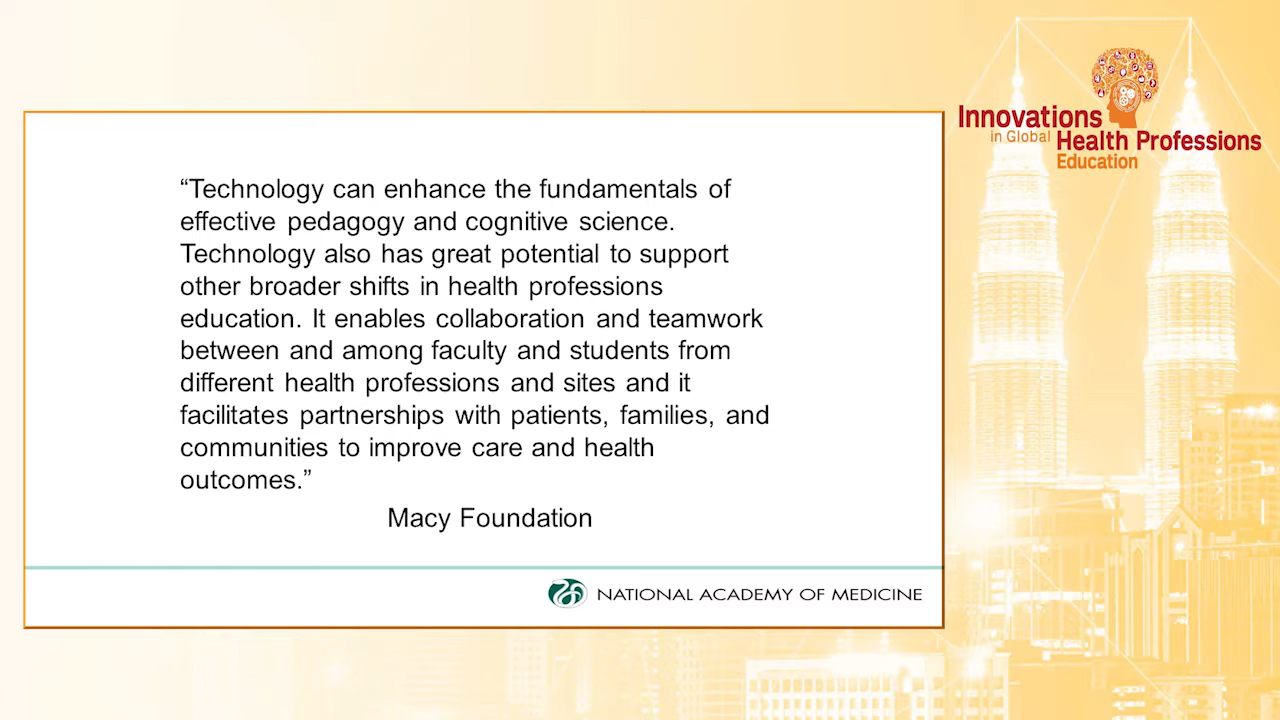 Innovations
in Global Health Professions
Education
“Technology can enhance the fundamentals of
effective pedagogy and cognitive science.
Technology also has great potential to support
other broader shifts in health professions
education. It enables collaboration and teamwork
between and among faculty and students from
different health professions and sites and it
facilitates partnerships with patients, families, and
communities to improve care and health
outcomes.”
Macy Foundation
NATIONAL ACADEMY OF MEDICINE